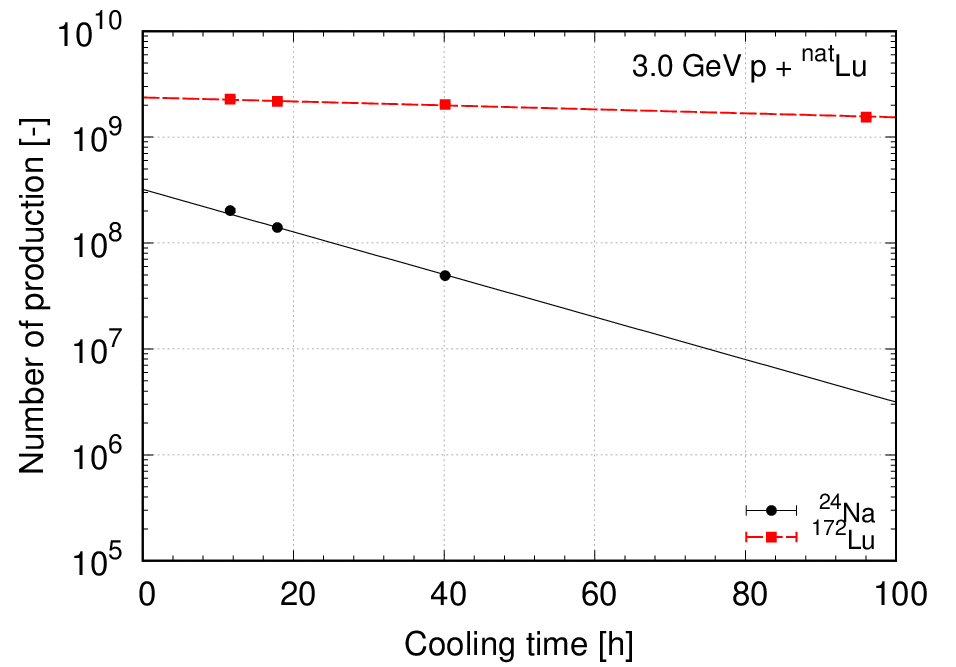 3.0 GeV p + ^{nat}Lu
Number of production [-]
10^{10}
10^{9}
10^{8}
10^{7}
10^{6}
10^{5}
^{24}Na
^{172}Lu
0 20 40 60 80 100
Cooling time [h]